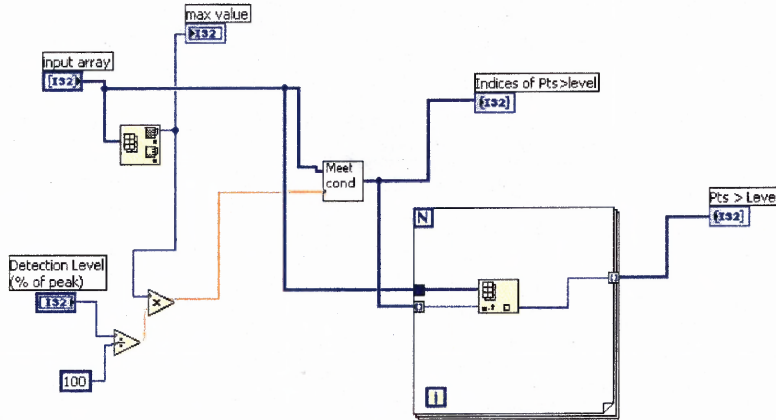 max value
I32
input array
[I32]
Indices of Pts>level
[I32]
Meet
cond
Pts > Level
[I32]
N
Detection Level
(% of peak)
I32
×
÷
100
i